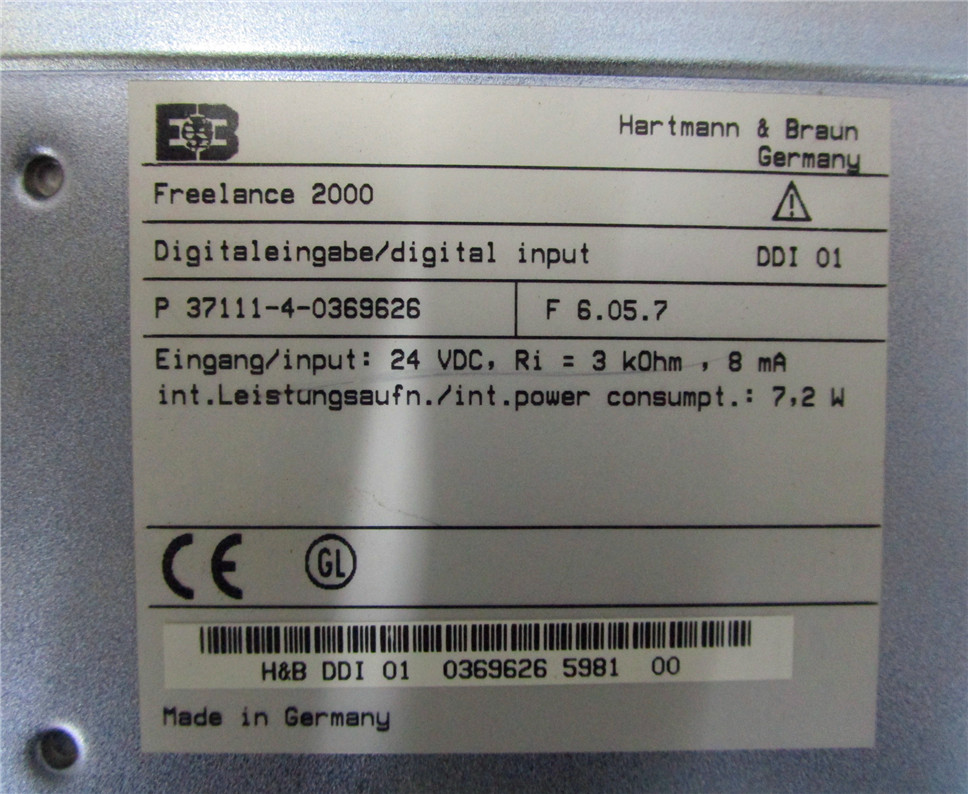 Hartmann & Braun
Germany
Freelance 2000
Digitaleingabe/digital input DDI 01
P 37111-4-0369626 F 6.05.7
Eingang/input: 24 VDC, Ri = 3 kOhm , 8 mA
int.Leistungsaufn./int.power consumpt.: 7,2 W
CE GL
H&B DDI 01 0369626 5981 00
Made in Germany